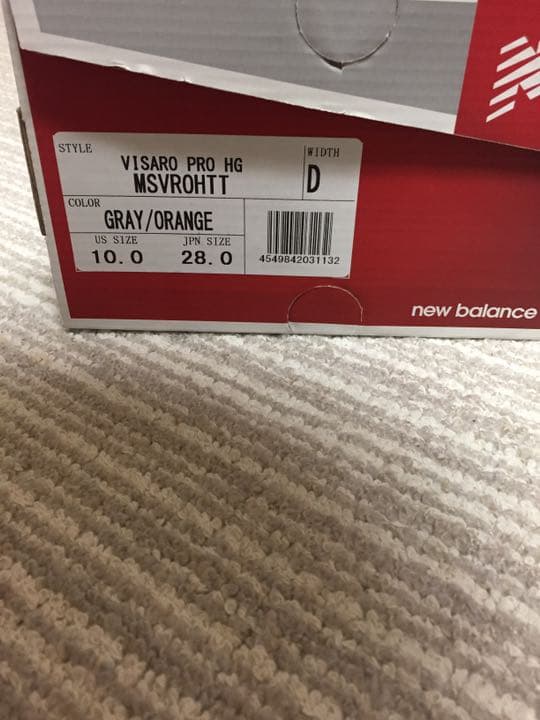 STYLE
VISARO PRO HG
MSVROHTT
WIDTH
D
COLOR
GRAY/ORANGE
US SIZE
10.0
JPN SIZE
28.0
4549842031132
new balance